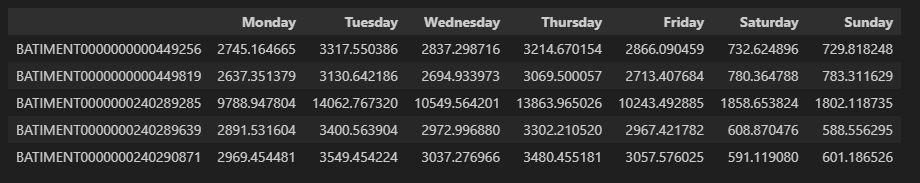 Monday Tuesday Wednesday Thursday Friday Saturday Sunday
BATIMENT0000000000449256 2745.164665 3317.550386 2837.298716 3214.670154 2866.090459 732.624896 729.818248
BATIMENT0000000000449819 2637.351379 3130.642186 2694.933973 3069.500057 2713.407684 780.364788 783.311629
BATIMENT0000000240289285 9788.947804 14062.767320 10549.564201 13863.965026 10243.492885 1858.653824 1802.118735
BATIMENT0000000240289639 2891.531604 3400.563904 2972.996880 3302.210520 2967.421782 608.870476 588.556295
BATIMENT0000000240290871 2969.454481 3549.454224 3037.276966 3480.455181 3057.576025 591.119080 601.186526